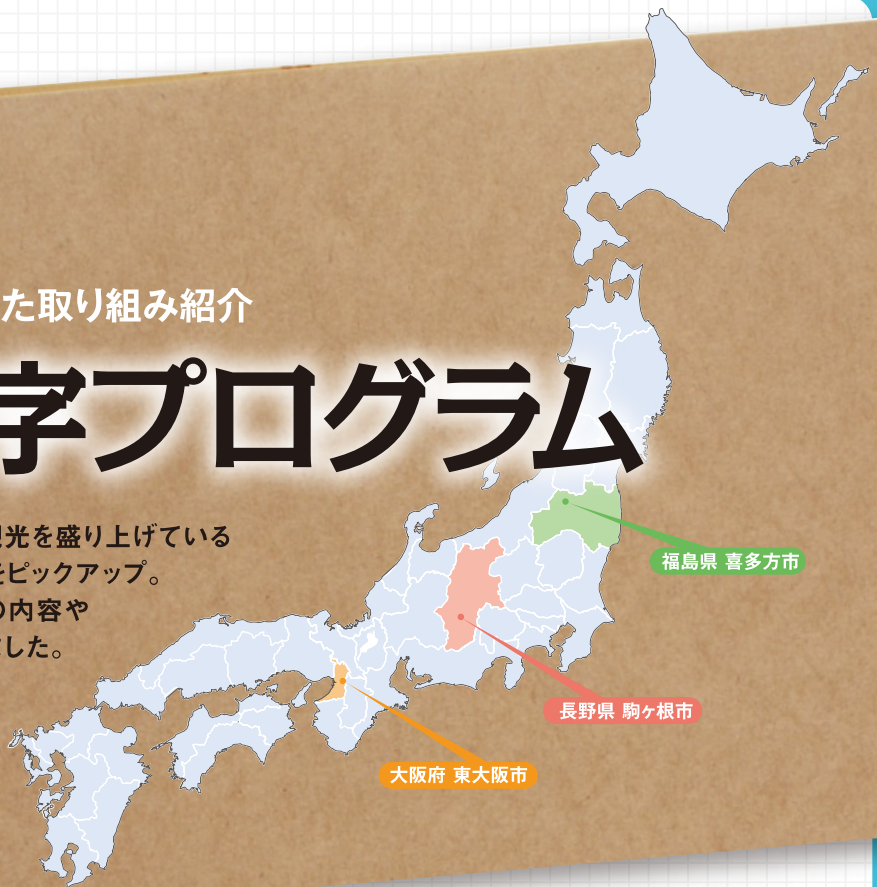 た取り組み紹介
字プログラム
光を盛り上げている
をピックアップ。
の内容や
した。
福島県 喜多方市
長野県 駒ヶ根市
大阪府 東大阪市